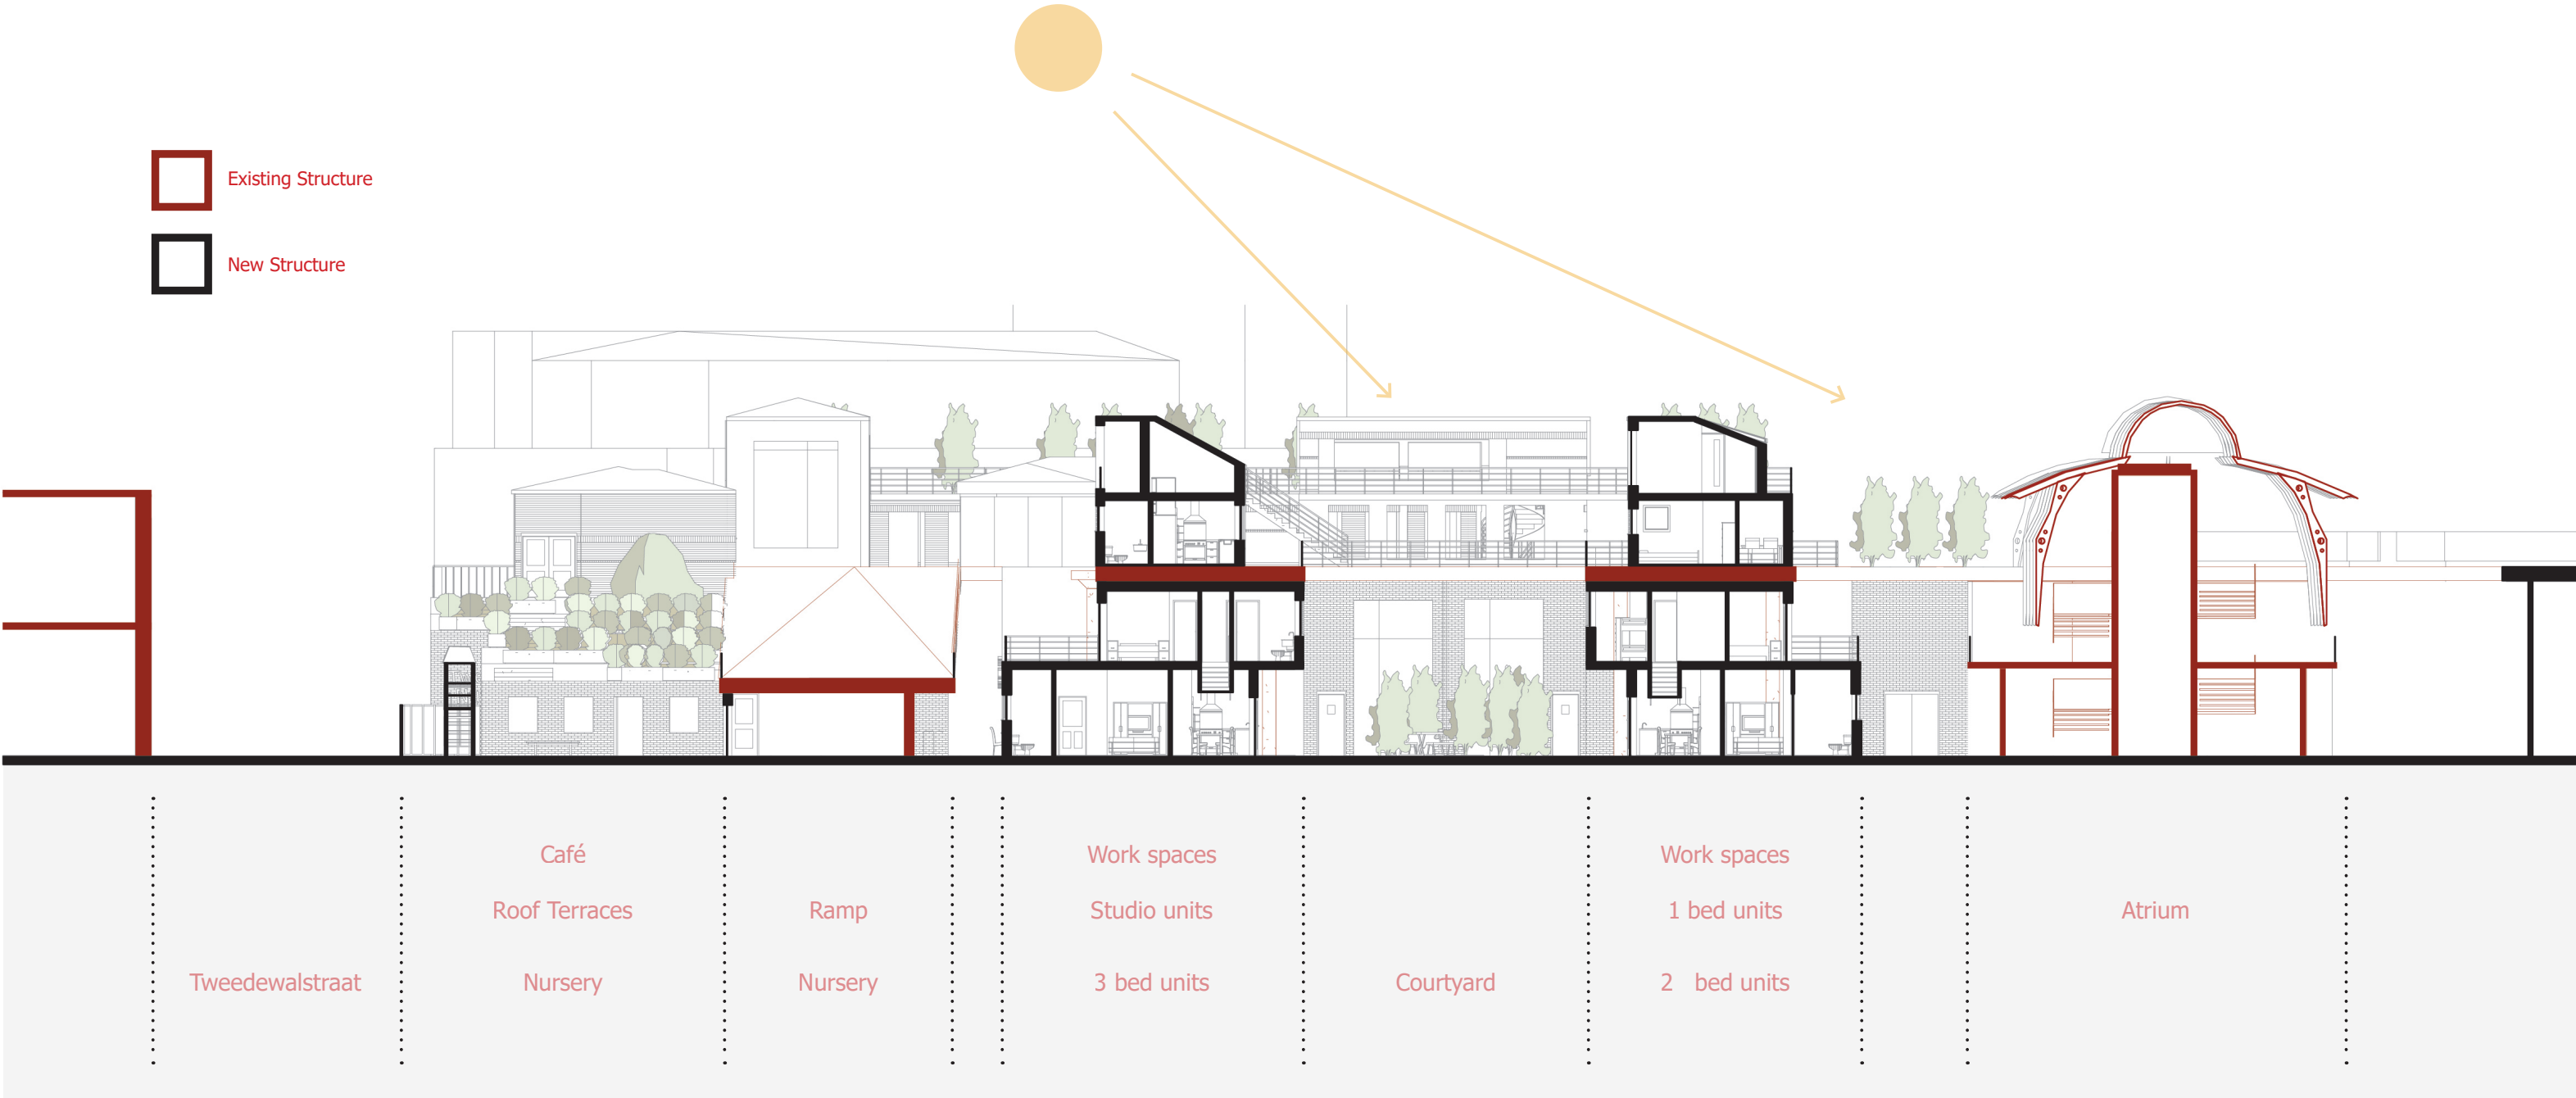 Existing Structure
New Structure
Café
Work spaces
Work spaces
Roof Terraces
Ramp
Studio units
1 bed units
Atrium
Tweedewalstraat
Nursery
Nursery
3 bed units
Courtyard
2 bed units